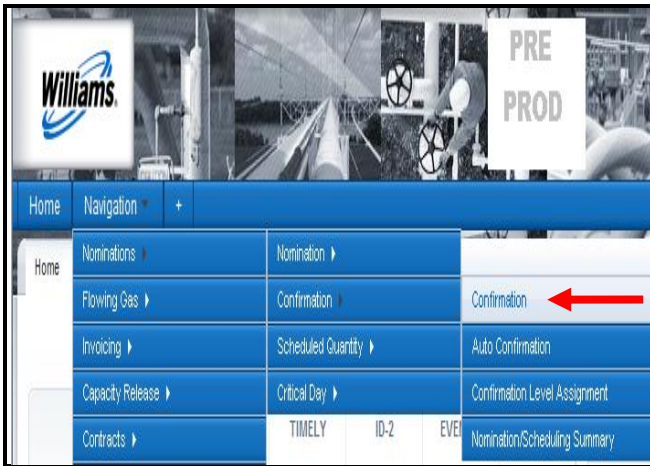 Williams.
PRE
PROD
Home Navigation +
Home
Nominations Nomination
Flowing Gas Confirmation Confirmation
Invoicing Scheduled Quantity Auto Confirmation
Capacity Release Critical Day Confirmation Level Assignment
Contracts TIMELY ID-2 Nomination/Scheduling Summary